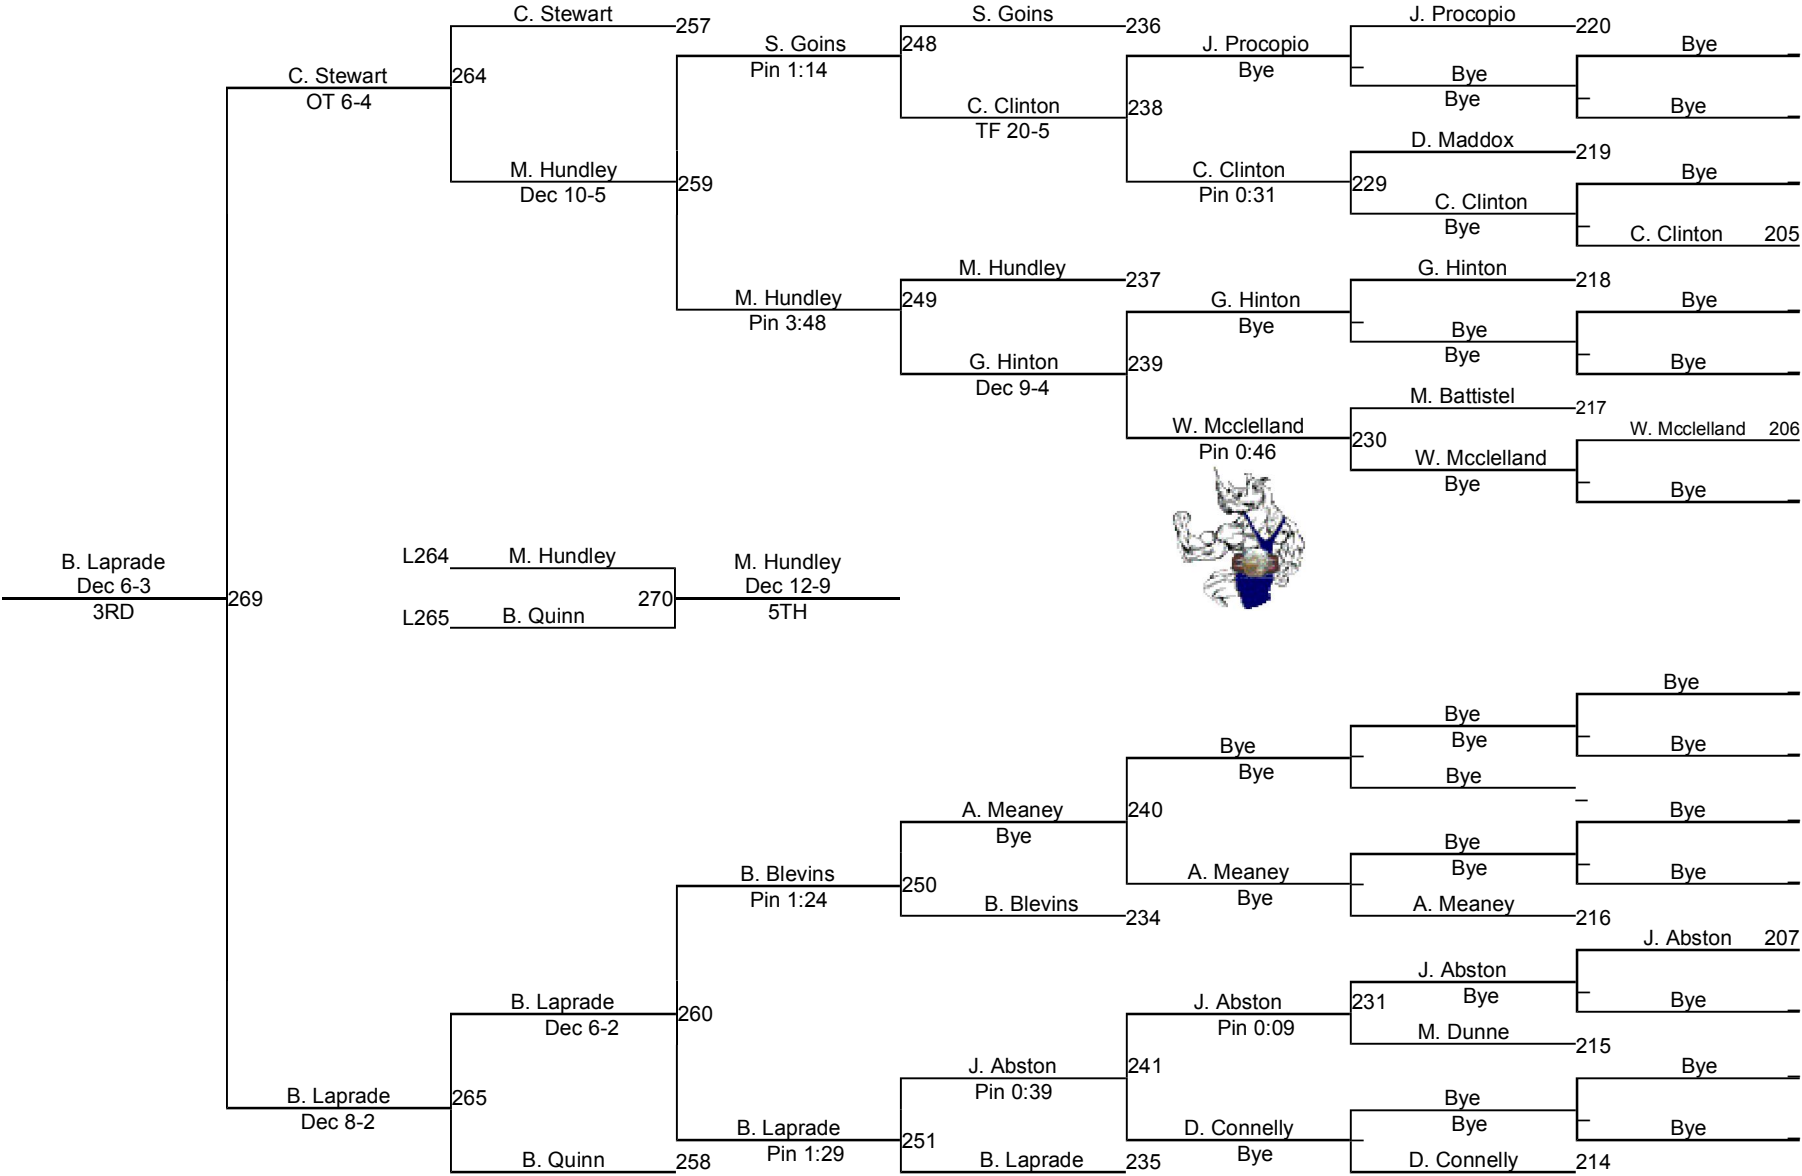 C. Stewart
257
S. Goins
236
J. Procopio
220
S. Goins
248
J. Procopio
Bye
Pin 1:14
Bye
C. Stewart
264
Bye
OT 6-4
C. Clinton
238
Bye
Bye
TF 20-5
D. Maddox
219
M. Hundley
259
C. Clinton
229
Bye
Dec 10-5
Pin 0:31
C. Clinton
Bye
C. Clinton 205
M. Hundley
237
G. Hinton
218
M. Hundley
249
G. Hinton
Bye
Pin 3:48
Bye
Bye
G. Hinton
239
Bye
Bye
Dec 9-4
M. Battistel
217
W. Mcclelland
230
W. Mcclelland 206
Pin 0:46
W. Mcclelland
Bye
Bye
L264
M. Hundley
B. Laprade
M. Hundley
Dec 6-3
Dec 12-9
269
270
3RD
5TH
L265
B. Quinn
Bye
Bye
Bye
Bye
Bye
Bye
Bye
A. Meaney
240
Bye
Bye
Bye
Bye
B. Blevins
250
A. Meaney
Bye
Pin 1:24
Bye
B. Blevins
234
A. Meaney
216
J. Abston 207
J. Abston
B. Laprade
260
J. Abston
231
Bye
Bye
Dec 6-2
Pin 0:09
M. Dunne
215
J. Abston
241
Bye
Pin 0:39
B. Laprade
265
Bye
Dec 8-2
Bye
B. Laprade
251
D. Connelly
Bye
Pin 1:29
Bye
B. Quinn
258
B. Laprade
235
D. Connelly
214